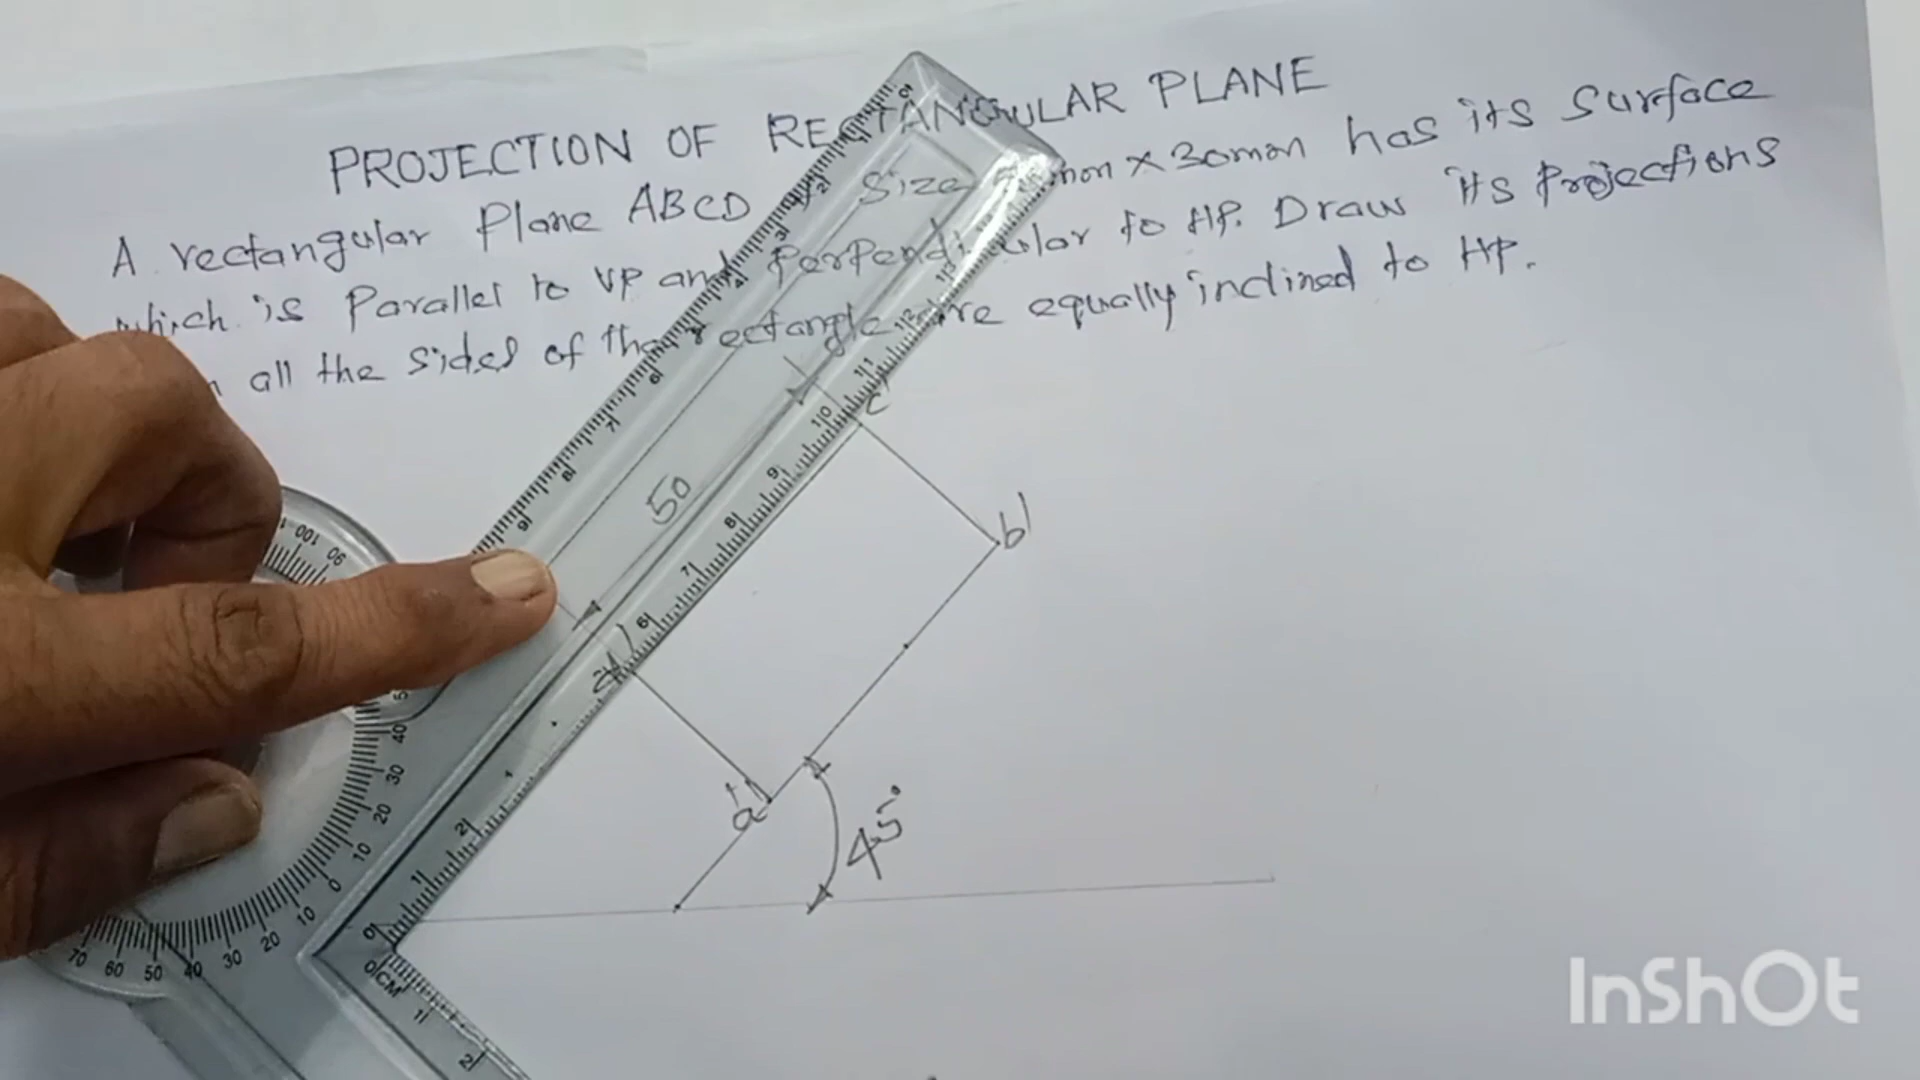 PROJECTION OF RECTANGULAR PLANE
A rectangular Plane ABCD of Size mm x 30mm has its Surface
which is Parallel to VP and Perpendicular to HP. Draw its Projections
all the sides of the rectangle are equally inclined to HP.
c'
50
b'
d'
a'
45°
InShOt